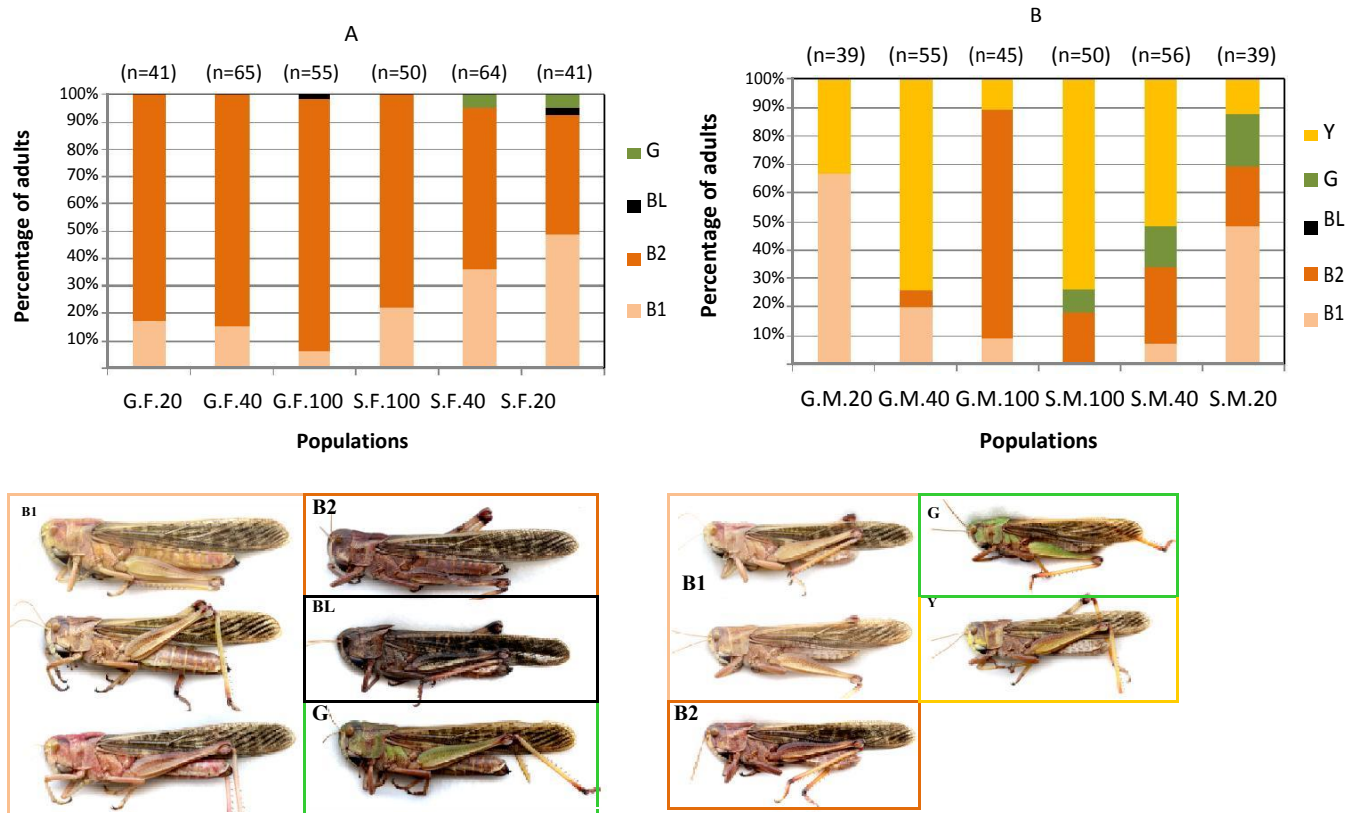 A
(n=41) (n=65) (n=55) (n=50) (n=64) (n=41)
100%
90%
80%
70%
60%
50%
40%
30%
20%
10%
Percentage of adults
G
BL
B2
B1
G.F.20 G.F.40 G.F.100 S.F.100 S.F.40 S.F.20
Populations
B
(n=39) (n=55) (n=45) (n=50) (n=56) (n=39)
100%
90%
80%
70%
60%
50%
40%
30%
20%
10%
Percentage of adults
Y
G
BL
B2
B1
G.M.20 G.M.40 G.M.100 S.M.100 S.M.40 S.M.20
Populations
B1
B2
BL
G
B1
G
Y
B2